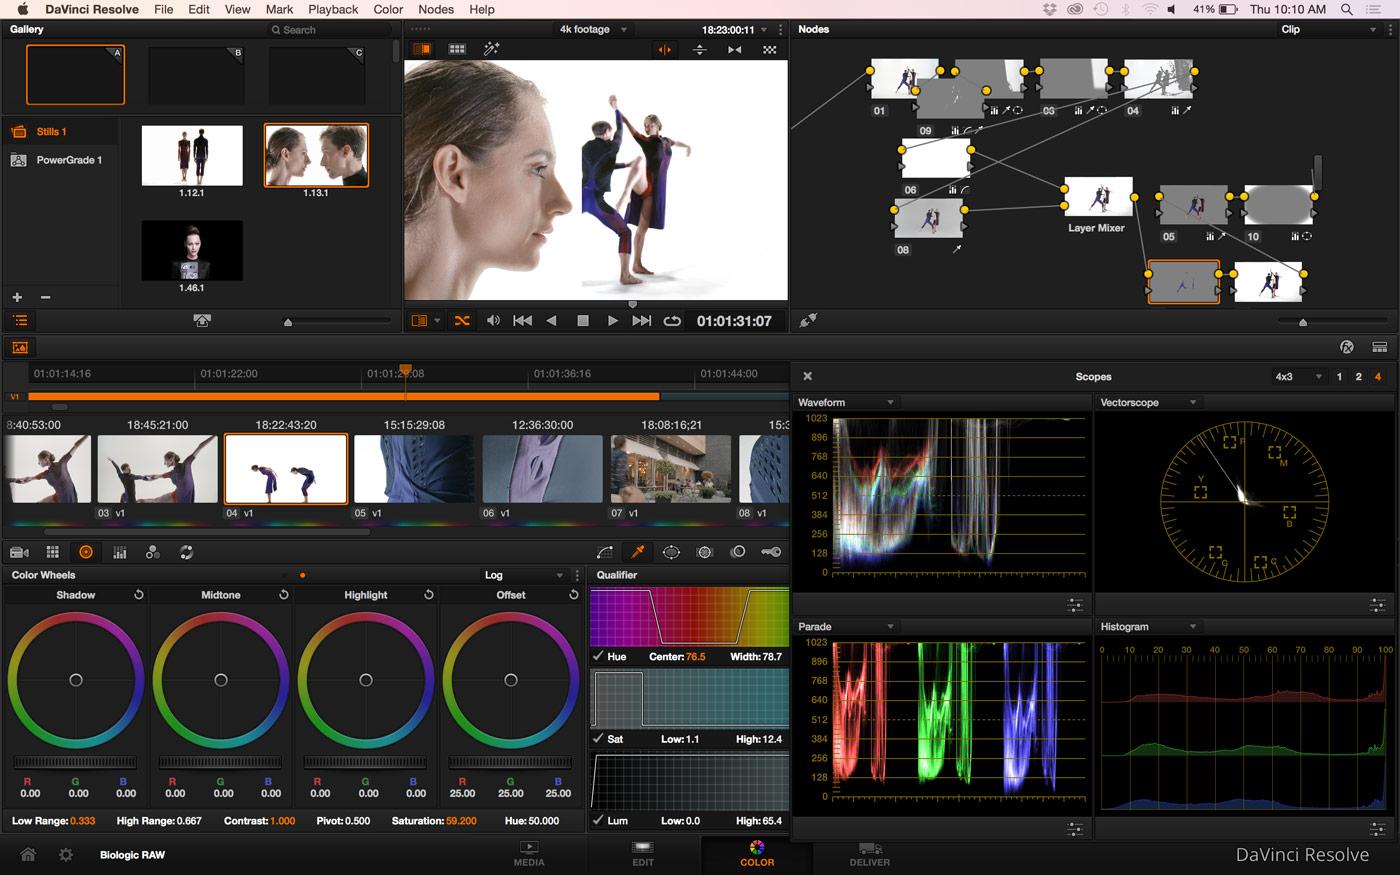 DaVinci Resolve File Edit View Mark Playback Color Nodes Help 41% Thu 10:10 AM
Gallery Search 4k footage 18:23:00:11 Nodes Clip
A B C
Stills 1
PowerGrade 1
1.12.1 1.13.1
1.46.1
01 03 04
09
06
08
Layer Mixer
05 10
01:01:31:07
01:01:14:16 01:01:22:00 01:01:36:16 01:01:44:00
V1
8:40:53:00 18:45:21:00 18:22:43:20 15:15:29:08 12:36:30:00 18:08:16;21 15:3
03 v1 04 v1 05 v1 06 v1 07 v1 08 v1
Color Wheels Log
Shadow Midtone Highlight Offset
R G B R G B R G B R G B
0.00 0.00 0.00 0.00 0.00 0.00 0.00 0.00 0.00 25.00 25.00 25.00
Low Range: 0.333 High Range: 0.667 Contrast: 1.000 Pivot: 0.500 Saturation: 59.200 Hue: 50.000
Qualifier
Hue Center: 76.5 Width: 78.7
Sat Low: 1.1 High: 12.4
Lum Low: 0.0 High: 65.4
Scopes 4x3 1 2 4
Waveform
1023
896
768
640
512
384
256
128
0
Vectorscope
R
M
Y
B
G
C
Parade
1023
896
768
640
512
384
256
128
0
Histogram
0 10 20 30 40 50 60 70 80 90 100
Biologic RAW
MEDIA EDIT COLOR DELIVER
DaVinci Resolve